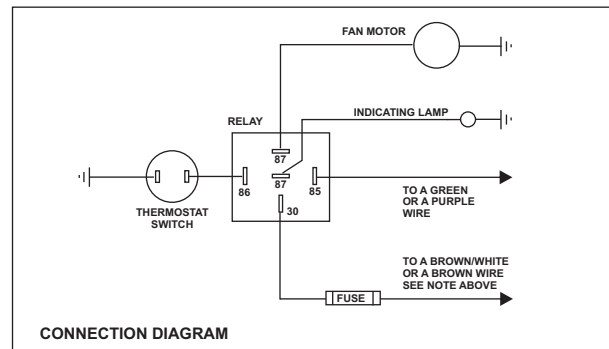 FAN MOTOR
INDICATING LAMP
RELAY
87
87
86
85
30
THERMOSTAT
SWITCH
TO A GREEN
OR A PURPLE
WIRE
TO A BROWN/WHITE
OR A BROWN WIRE
SEE NOTE ABOVE
FUSE
CONNECTION DIAGRAM